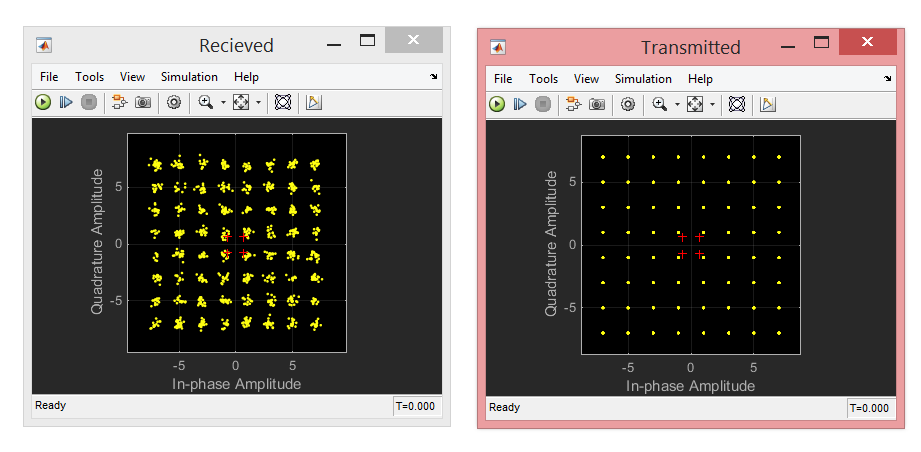 Recieved
File Tools View Simulation Help
Quadrature Amplitude
5
0
-5
-5 0 5
In-phase Amplitude
Ready
T=0.000
Transmitted
File Tools View Simulation Help
Quadrature Amplitude
5
0
-5
-5 0 5
In-phase Amplitude
Ready
T=0.000